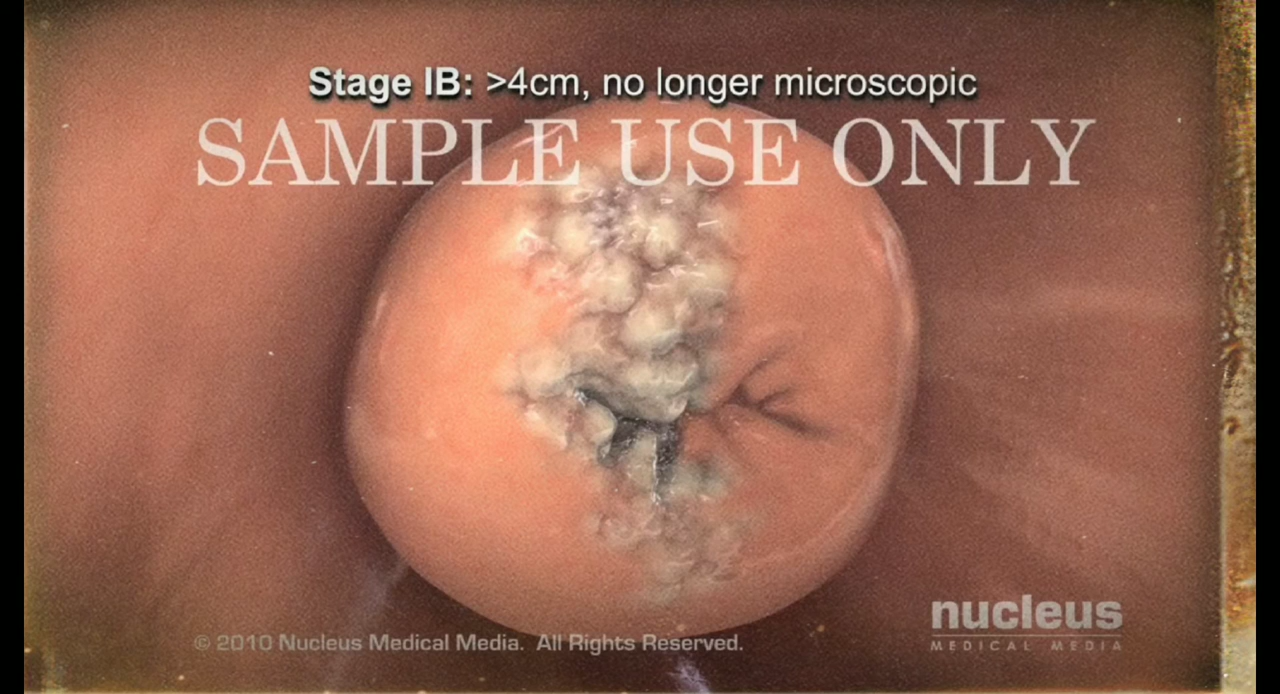 Stage IB: >4cm, no longer microscopic
SAMPLE USE ONLY
nucleus
MEDICAL MEDIA
© 2010 Nucleus Medical Media. All Rights Reserved.